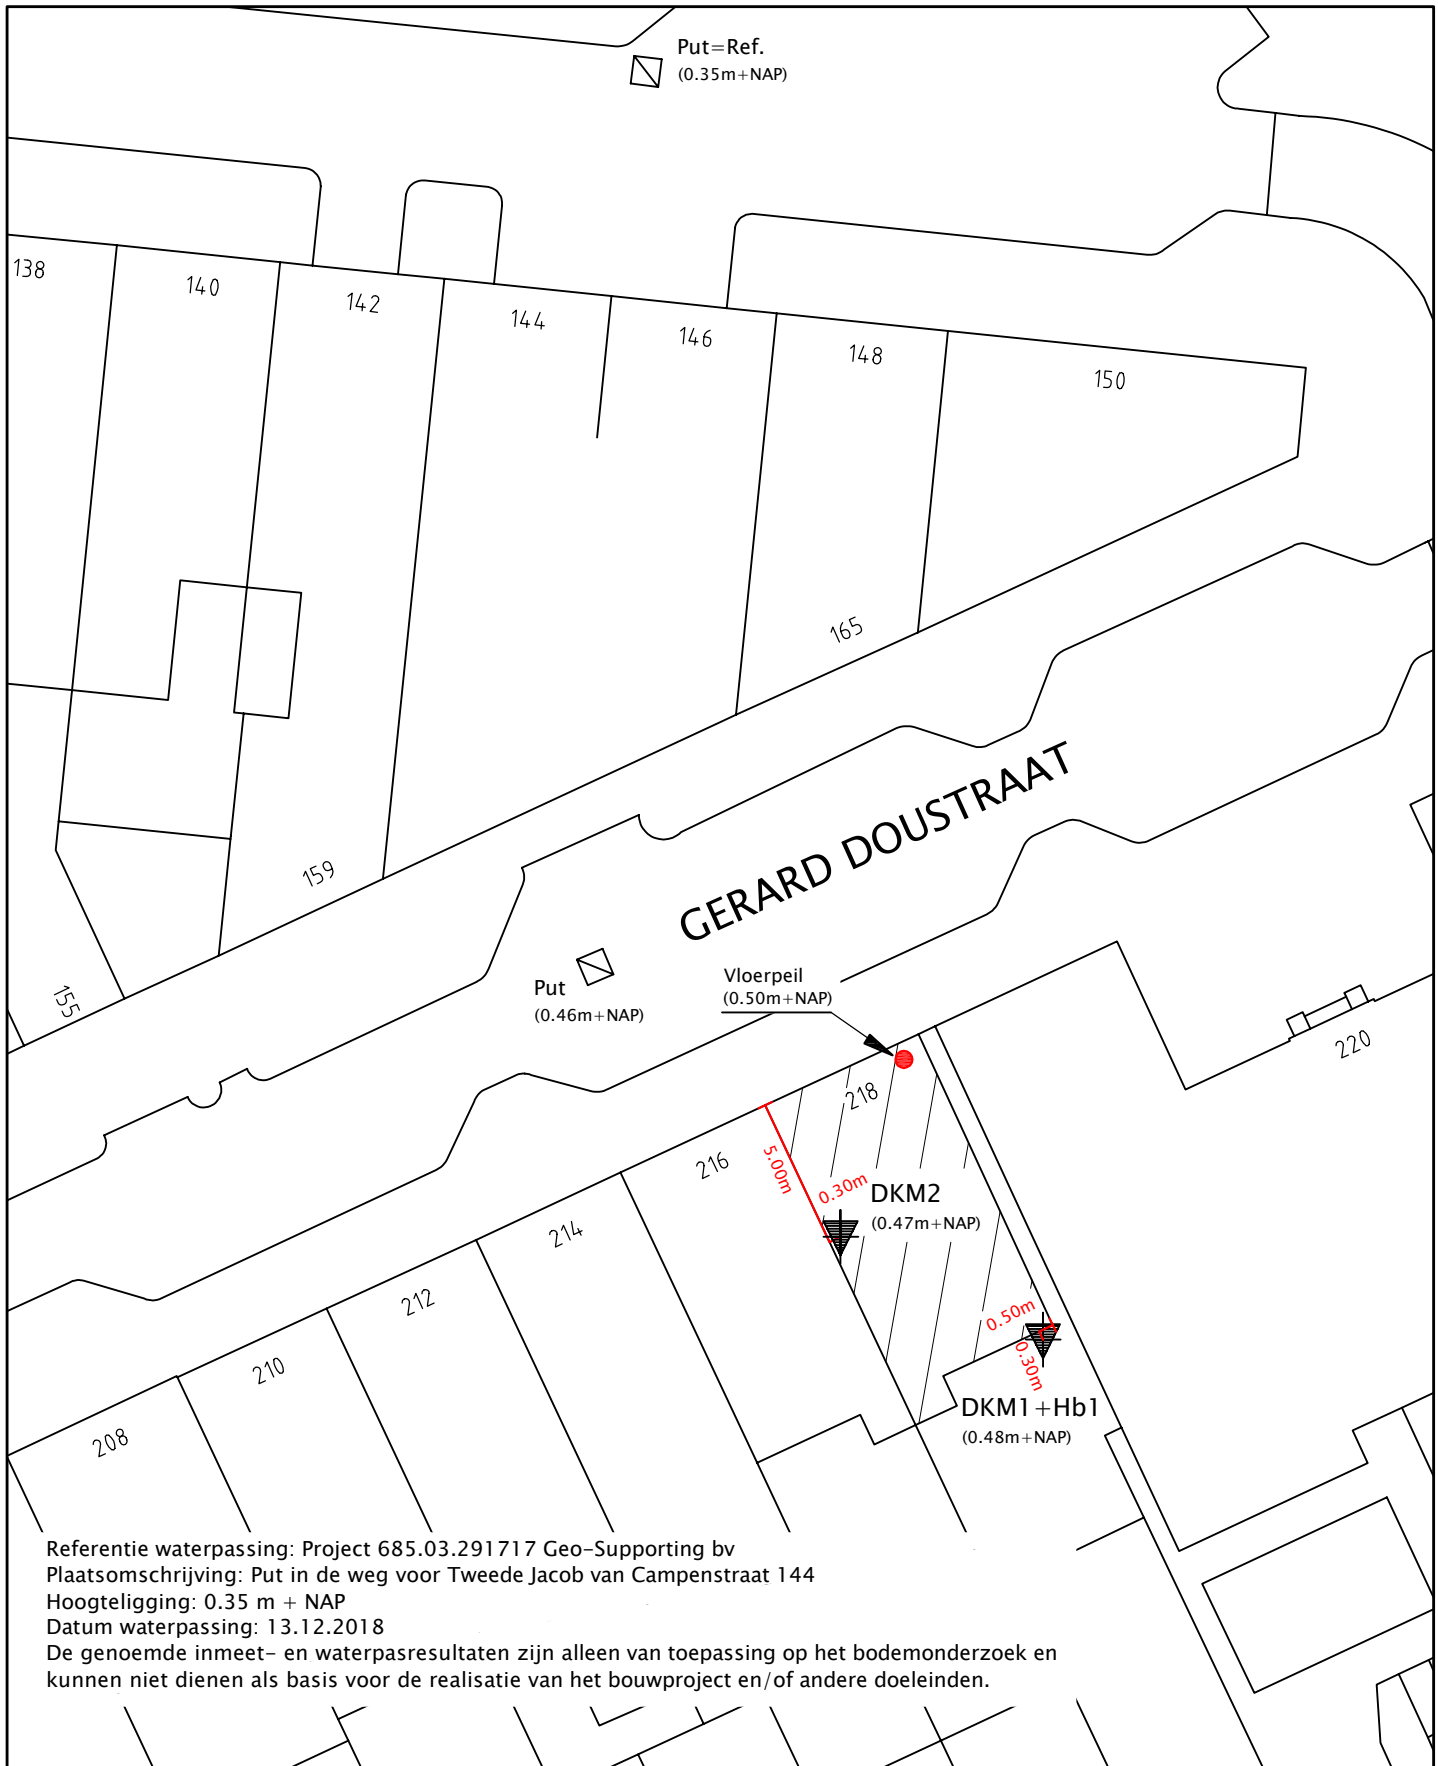 Put=Ref.
(0.35m+NAP)
138
140
142
144
146
148
150
165
159
155
GERARD DOUSTRAAT
Put
(0.46m+NAP)
Vloerpeil
(0.50m+NAP)
220
218
216
5.00m
0.30m
DKM2
(0.47m+NAP)
214
212
210
208
0.50m
0.30m
DKM1+Hb1
(0.48m+NAP)
Referentie waterpassing: Project 685.03.291717 Geo-Supporting bv
Plaatsomschrijving: Put in de weg voor Tweede Jacob van Campenstraat 144
Hoogteligging: 0.35 m + NAP
Datum waterpassing: 13.12.2018
De genoemde inmeet- en waterpasresultaten zijn alleen van toepassing op het bodemonderzoek en
kunnen niet dienen als basis voor de realisatie van het bouwproject en/of andere doeleinden.